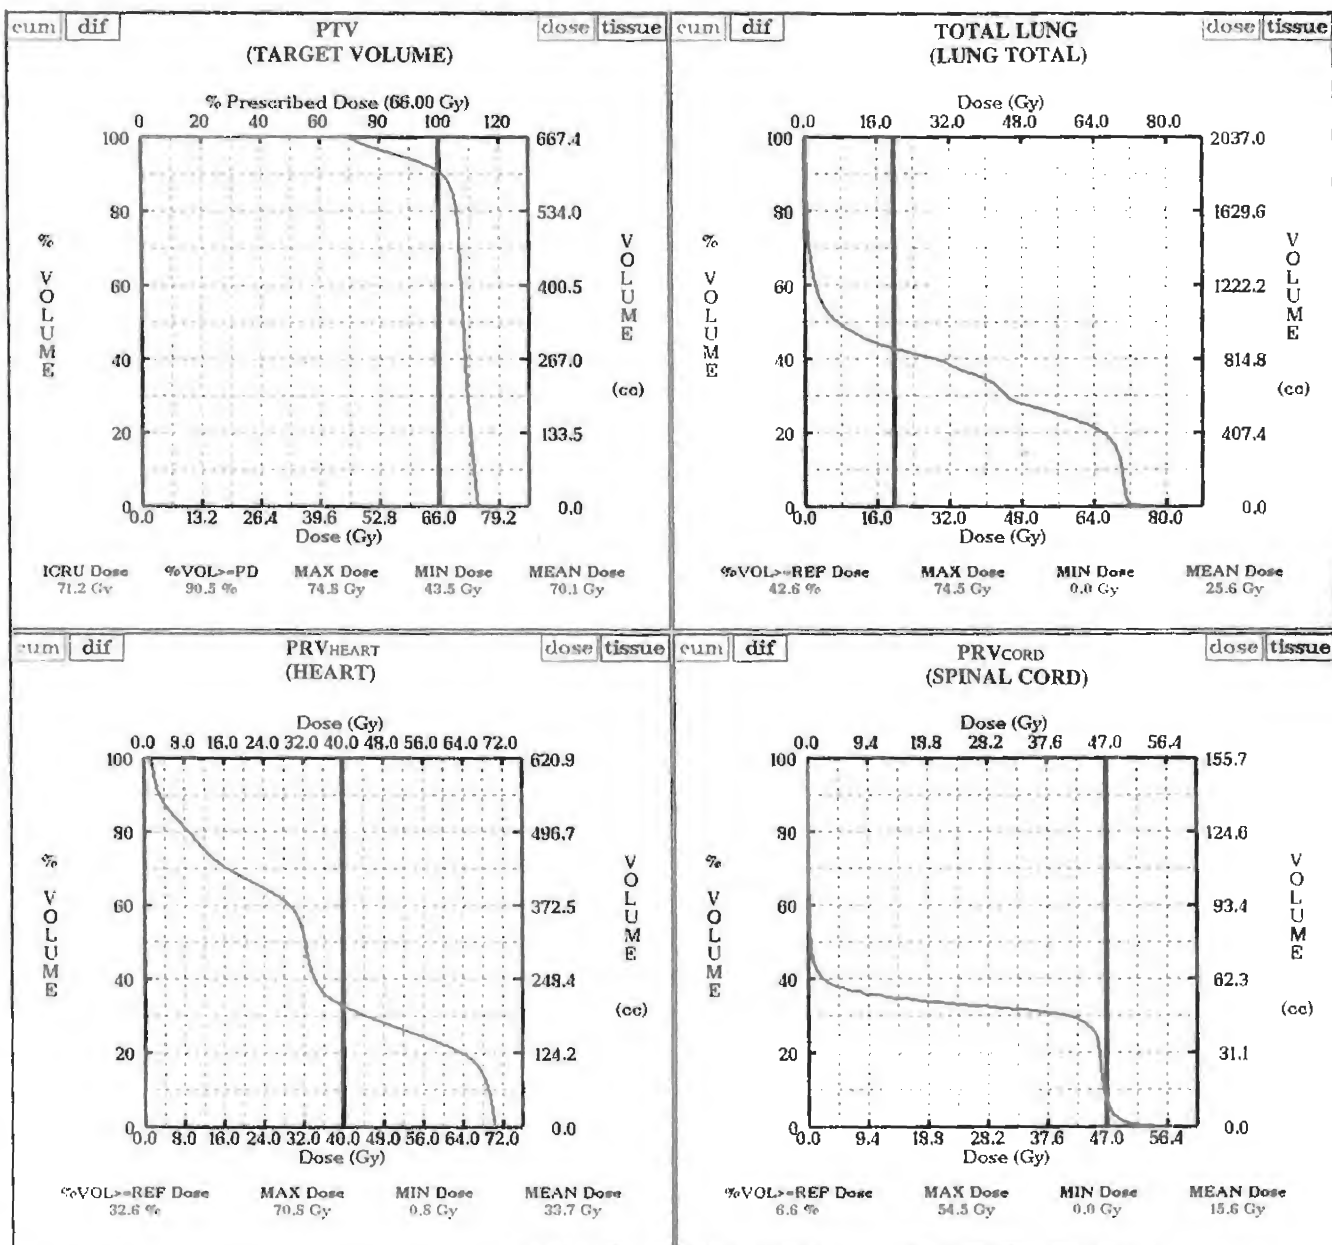 cum dif PTV dose tissue
(TARGET VOLUME)
% Prescribed Dose (66.00 Gy)
0 20 40 60 80 100 120
100 667.4
80 534.0
60 400.5
40 267.0
20 133.5
0 0.0
% VOLUME
VOLUME (cc)
0.0 13.2 26.4 39.6 52.8 66.0 79.2
Dose (Gy)
ICRU Dose %VOL>=PD MAX Dose MIN Dose MEAN Dose
71.2 Gy 90.5 % 74.8 Gy 43.5 Gy 70.1 Gy
cum dif TOTAL LUNG dose tissue
(LUNG TOTAL)
Dose (Gy)
0.0 16.0 32.0 48.0 64.0 80.0
100 2037.0
80 1629.6
60 1222.2
40 814.8
20 407.4
0 0.0
% VOLUME
VOLUME (cc)
0.0 16.0 32.0 48.0 64.0 80.0
Dose (Gy)
%VOL>=REF Dose MAX Dose MIN Dose MEAN Dose
42.6 % 74.5 Gy 0.0 Gy 25.6 Gy
cum dif PRVHEART dose tissue
(HEART)
Dose (Gy)
0.0 8.0 16.0 24.0 32.0 40.0 48.0 56.0 64.0 72.0
100 620.9
80 496.7
60 372.5
40 248.4
20 124.2
0 0.0
% VOLUME
VOLUME (cc)
0.0 8.0 16.0 24.0 32.0 40.0 48.0 56.0 64.0 72.0
Dose (Gy)
%VOL>=REF Dose MAX Dose MIN Dose MEAN Dose
32.6 % 70.8 Gy 0.8 Gy 33.7 Gy
cum dif PRVCORD dose tissue
(SPINAL CORD)
Dose (Gy)
0.0 9.4 18.8 28.2 37.6 47.0 56.4
100 155.7
80 124.6
60 93.4
40 62.3
20 31.1
0 0.0
% VOLUME
VOLUME (cc)
0.0 9.4 18.8 28.2 37.6 47.0 56.4
Dose (Gy)
%VOL>=REF Dose MAX Dose MIN Dose MEAN Dose
6.6 % 54.5 Gy 0.0 Gy 15.6 Gy